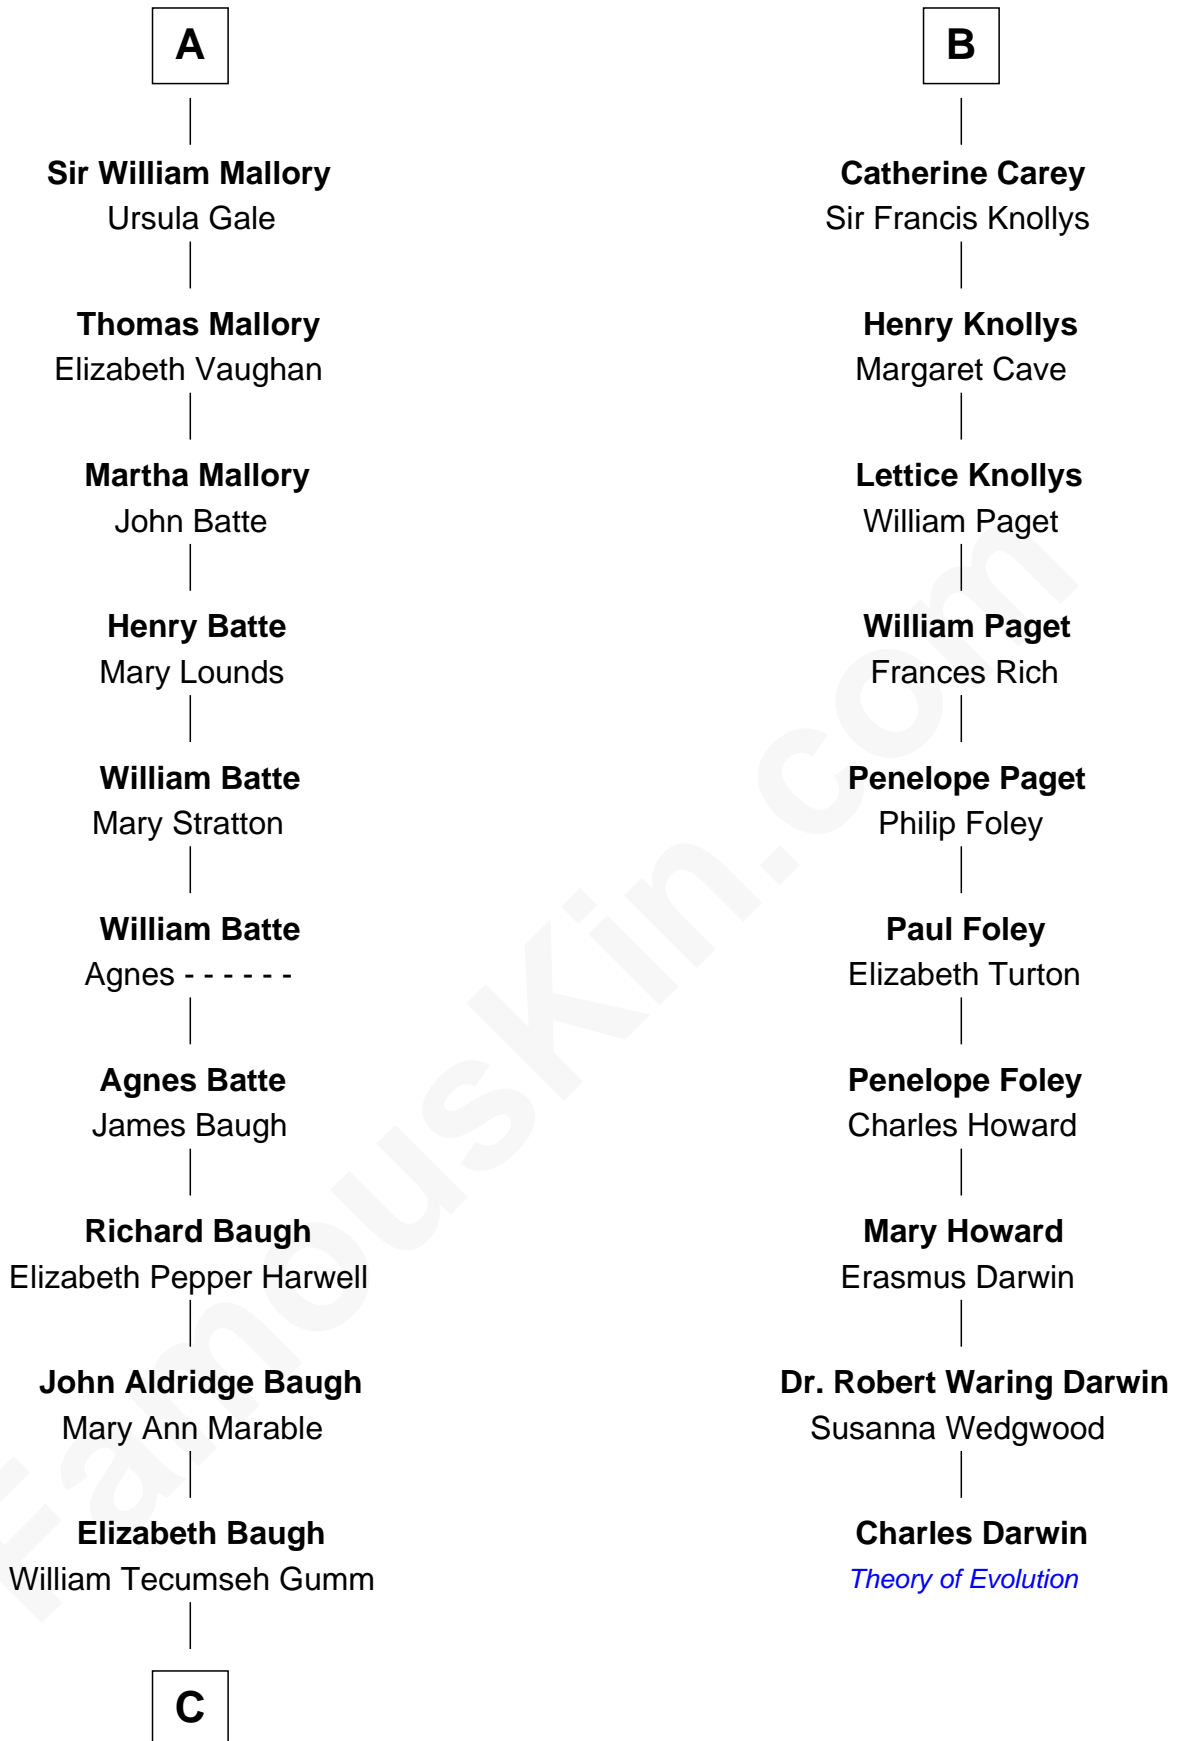 A
Sir William Mallory
Ursula Gale
Thomas Mallory
Elizabeth Vaughan
Martha Mallory
John Batte
Henry Batte
Mary Lounds
William Batte
Mary Stratton
William Batte
Agnes - - - - - -
Agnes Batte
James Baugh
Richard Baugh
Elizabeth Pepper Harwell
John Aldridge Baugh
Mary Ann Marable
Elizabeth Baugh
William Tecumseh Gumm
C
B
Catherine Carey
Sir Francis Knollys
Henry Knollys
Margaret Cave
Lettice Knollys
William Paget
William Paget
Frances Rich
Penelope Paget
Philip Foley
Paul Foley
Elizabeth Turton
Penelope Foley
Charles Howard
Mary Howard
Erasmus Darwin
Dr. Robert Waring Darwin
Susanna Wedgwood
Charles Darwin
Theory of Evolution
FamousKin.com